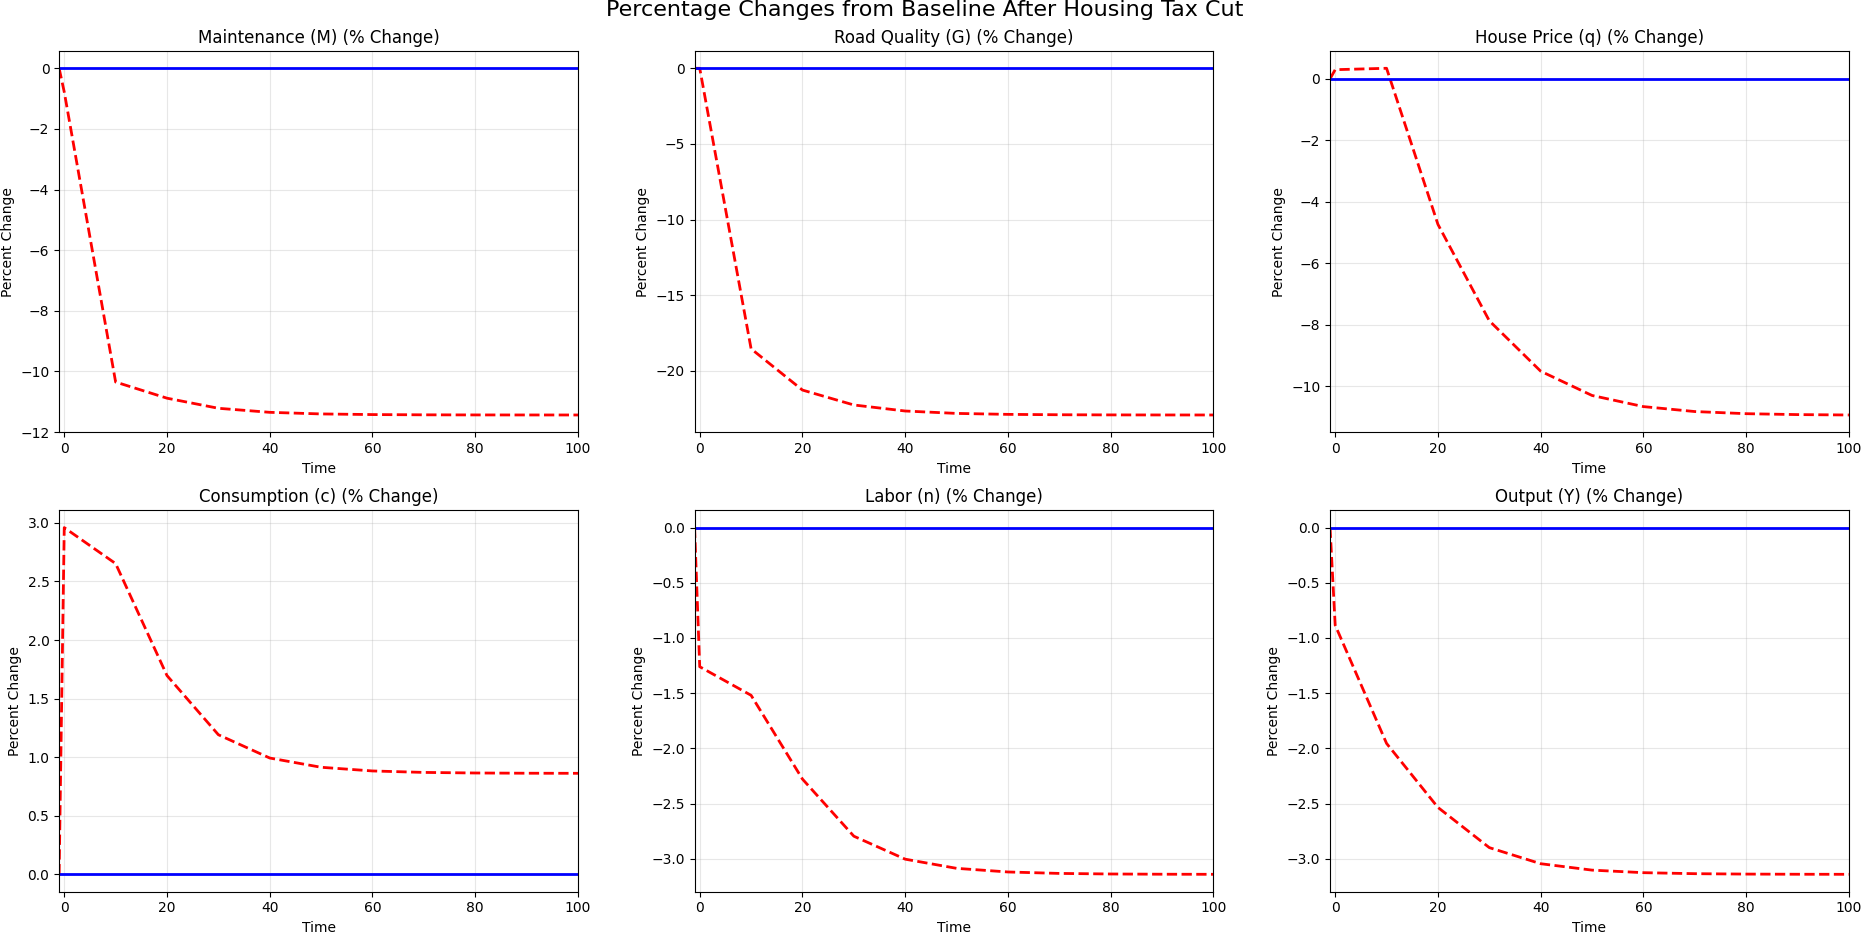 Percentage Changes from Baseline After Housing Tax Cut
Maintenance (M) (% Change)
Percent Change
0
−2
−4
−6
−8
−10
−12
0 20 40 60 80 100
Time
Road Quality (G) (% Change)
Percent Change
0
−5
−10
−15
−20
0 20 40 60 80 100
Time
House Price (q) (% Change)
Percent Change
0
−2
−4
−6
−8
−10
0 20 40 60 80 100
Time
Consumption (c) (% Change)
Percent Change
3.0
2.5
2.0
1.5
1.0
0.5
0.0
0 20 40 60 80 100
Time
Labor (n) (% Change)
Percent Change
0.0
−0.5
−1.0
−1.5
−2.0
−2.5
−3.0
0 20 40 60 80 100
Time
Output (Y) (% Change)
Percent Change
0.0
−0.5
−1.0
−1.5
−2.0
−2.5
−3.0
0 20 40 60 80 100
Time